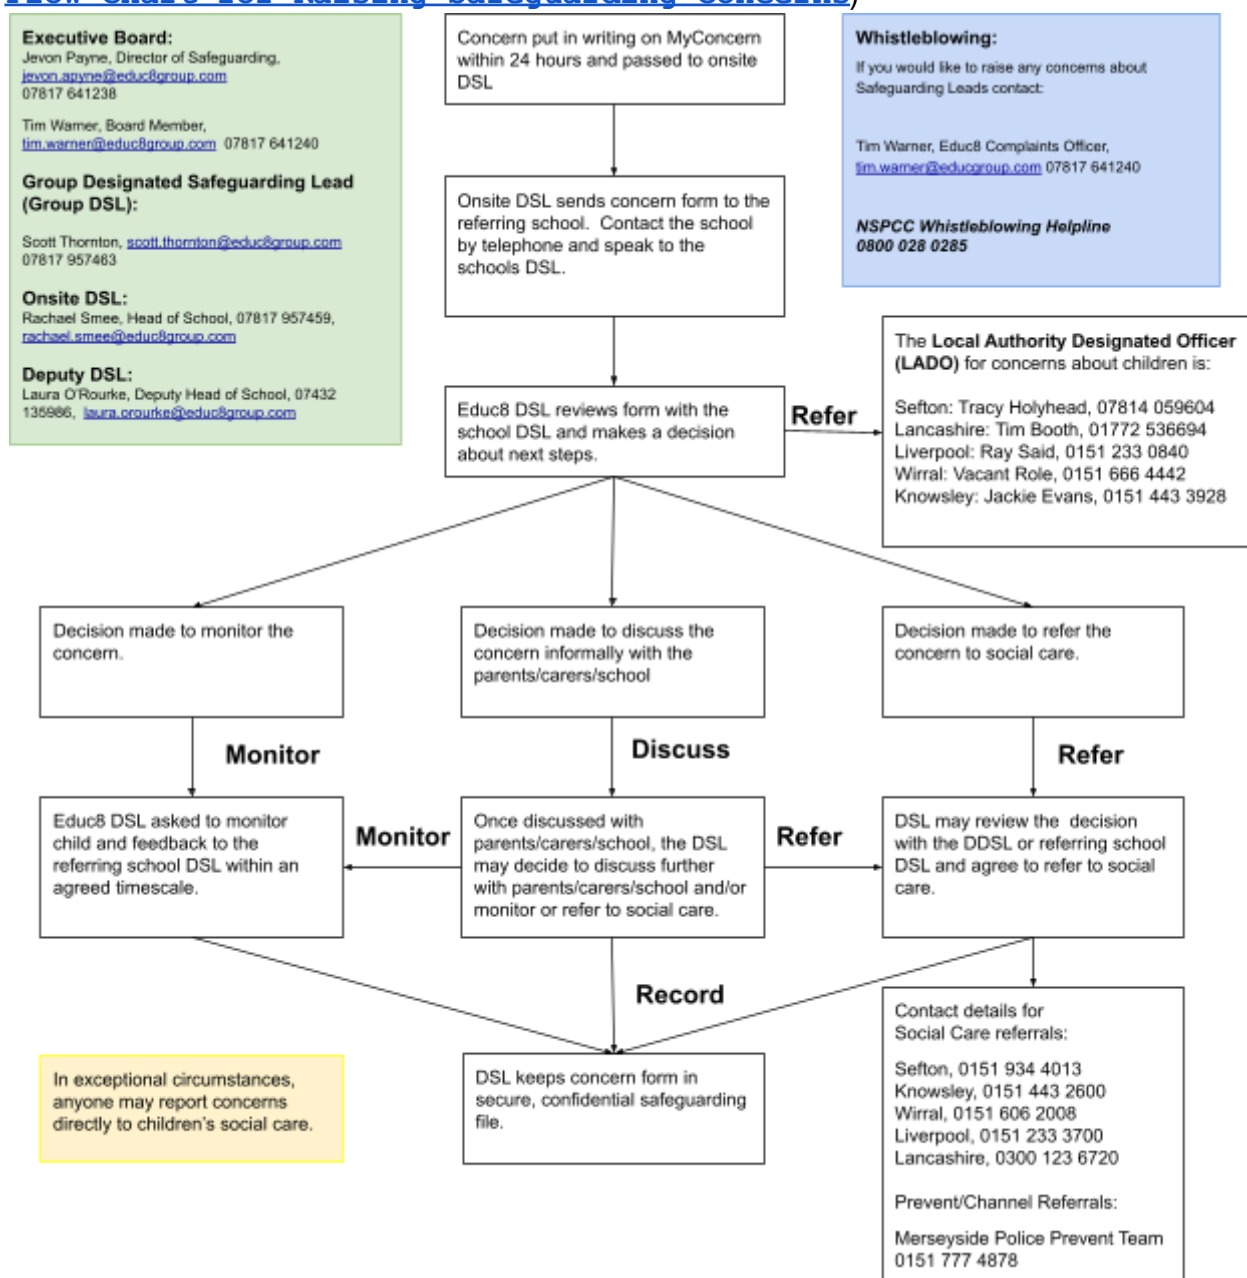 Flow Chart for Raising Safeguarding Concerns)
Executive Board:
Jevon Payne, Director of Safeguarding,
jevon.apyne@educ8group.com
07817 641238
Tim Warner, Board Member,
tim.warner@educ8group.com 07817 641240
Group Designated Safeguarding Lead
(Group DSL):
Scott Thornton, scott.thornton@educ8group.com
07817 957463
Onsite DSL:
Rachael Smee, Head of School, 07817 957459,
rachael.smee@educ8group.com
Deputy DSL:
Laura O'Rourke, Deputy Head of School, 07432
135986, laura.orourke@educ8group.com
Concern put in writing on MyConcern
within 24 hours and passed to onsite
DSL
Whistleblowing:
If you would like to raise any concerns about
Safeguarding Leads contact:
Tim Warner, Educ8 Complaints Officer,
tim.warner@educgroup.com 07817 641240
NSPCC Whistleblowing Helpline
0800 028 0285
Onsite DSL sends concern form to the
referring school. Contact the school
by telephone and speak to the
schools DSL.
Educ8 DSL reviews form with the
school DSL and makes a decision
about next steps.
Refer
The Local Authority Designated Officer
(LADO) for concerns about children is:
Sefton: Tracy Holyhead, 07814 059604
Lancashire: Tim Booth, 01772 536694
Liverpool: Ray Said, 0151 233 0840
Wirral: Vacant Role, 0151 666 4442
Knowsley: Jackie Evans, 0151 443 3928
Decision made to monitor the
concern.
Decision made to discuss the
concern informally with the
parents/carers/school
Decision made to refer the
concern to social care.
Monitor
Discuss
Refer
Educ8 DSL asked to monitor
child and feedback to the
referring school DSL within an
agreed timescale.
Monitor
Once discussed with
parents/carers/school, the DSL
may decide to discuss further
with parents/carers/school and/or
monitor or refer to social care.
Refer
DSL may review the decision
with the DDSL or referring school
DSL and agree to refer to social
care.
Record
In exceptional circumstances,
anyone may report concerns
directly to children's social care.
DSL keeps concern form in
secure, confidential safeguarding
file.
Contact details for
Social Care referrals:
Sefton, 0151 934 4013
Knowsley, 0151 443 2600
Wirral, 0151 606 2008
Liverpool, 0151 233 3700
Lancashire, 0300 123 6720
Prevent/Channel Referrals:
Merseyside Police Prevent Team
0151 777 4878